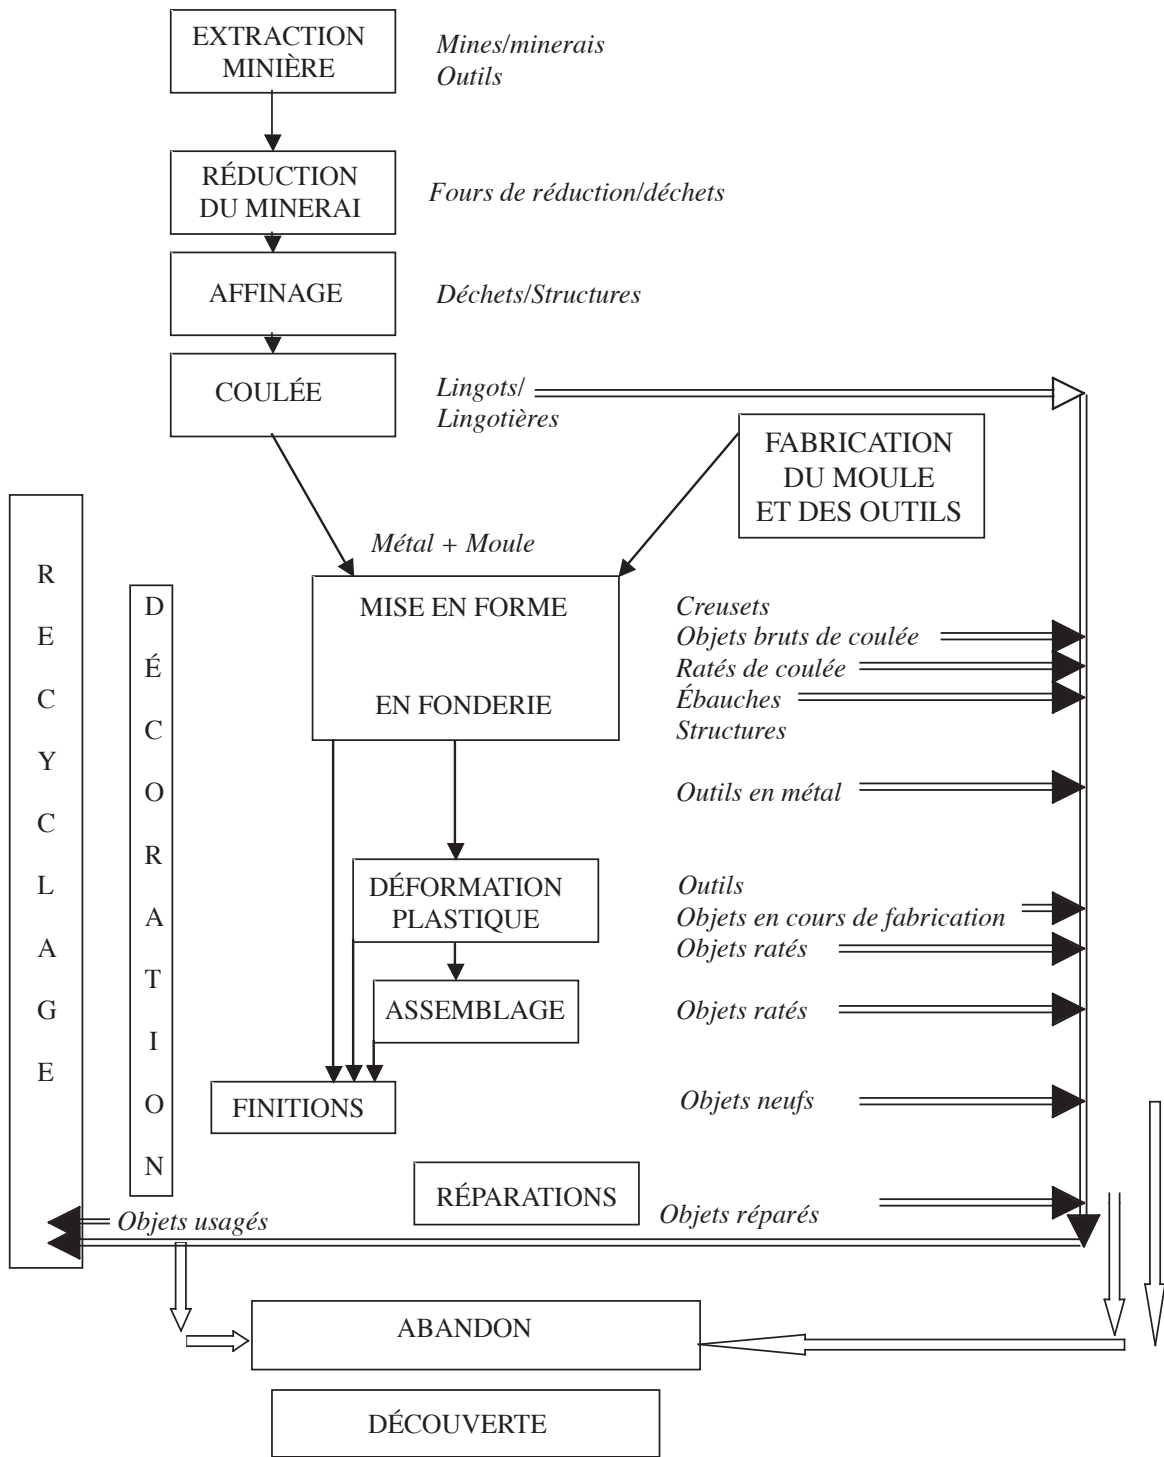 EXTRACTION
MINIÈRE
Mines/minerais
Outils
RÉDUCTION
DU MINERAI
Fours de réduction/déchets
AFFINAGE
Déchets/Structures
COULÉE
Lingots/
Lingotières
FABRICATION
DU MOULE
ET DES OUTILS
Métal + Moule
RECYCLAGE
DÉCORATION
MISE EN FORME
EN FONDERIE
Creusets
Objets bruts de coulée
Ratés de coulée
Ébauches
Structures
Outils en métal
DÉFORMATION
PLASTIQUE
Outils
Objets en cours de fabrication
Objets ratés
ASSEMBLAGE
Objets ratés
FINITIONS
Objets neufs
RÉPARATIONS
Objets réparés
Objets usagés
ABANDON
DÉCOUVERTE